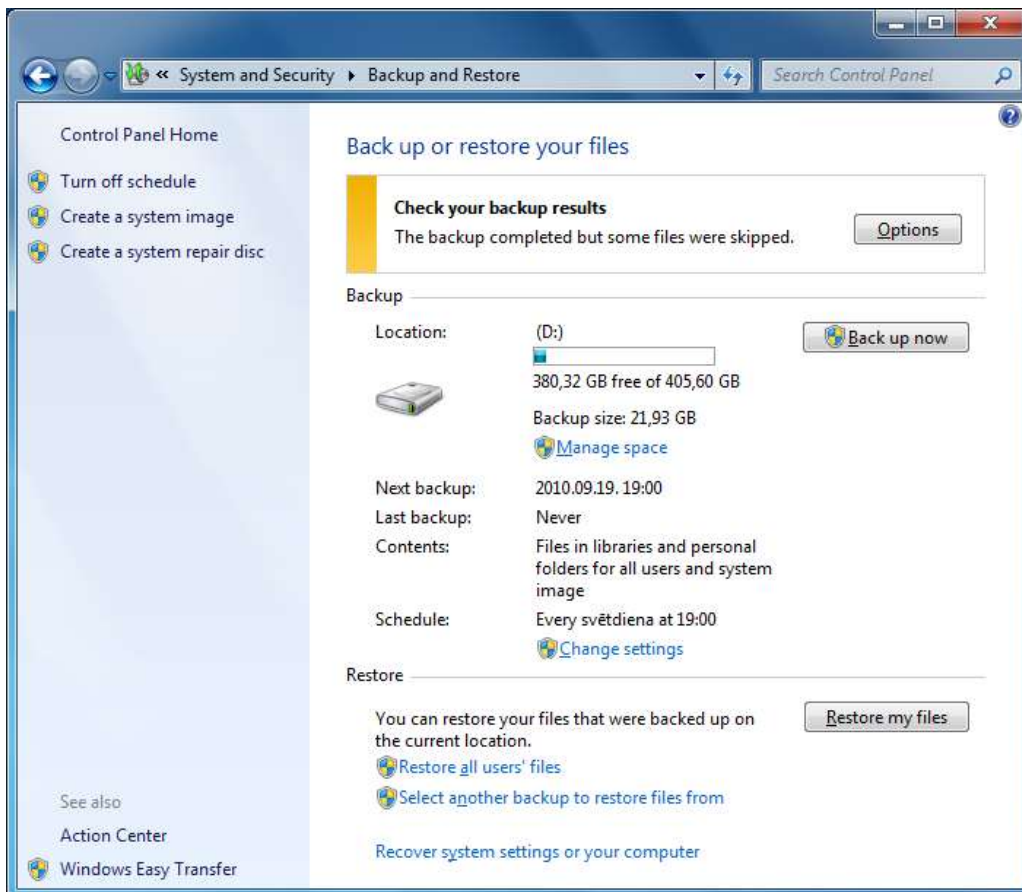 « System and Security ▸ Backup and Restore
Search Control Panel
Control Panel Home
Turn off schedule
Create a system image
Create a system repair disc
Back up or restore your files
Check your backup results
The backup completed but some files were skipped.
Options
Backup
Location:
(D:)
Back up now
380,32 GB free of 405,60 GB
Backup size: 21,93 GB
Manage space
Next backup:
2010.09.19. 19:00
Last backup:
Never
Contents:
Files in libraries and personal
folders for all users and system
image
Schedule:
Every svētdiena at 19:00
Change settings
Restore
You can restore your files that were backed up on
the current location.
Restore my files
Restore all users' files
Select another backup to restore files from
Recover system settings or your computer
See also
Action Center
Windows Easy Transfer